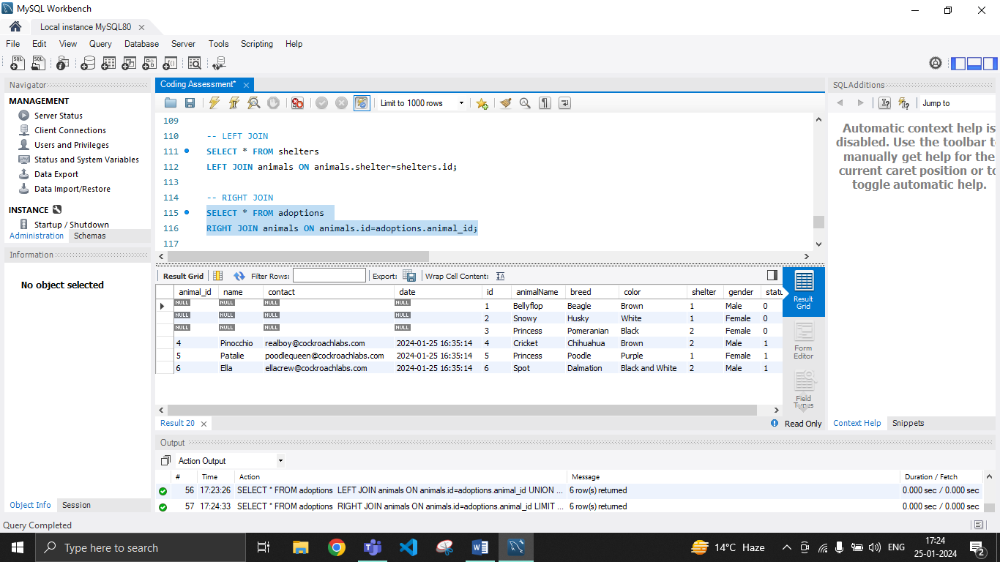 MySQL Workbench
Local instance MySQL80
File Edit View Query Database Server Tools Scripting Help
Navigator
MANAGEMENT
Server Status
Client Connections
Users and Privileges
Status and System Variables
Data Export
Data Import/Restore
INSTANCE
Startup / Shutdown
Administration Schemas
Information
No object selected
Object Info Session
Coding Assessment*
Limit to 1000 rows
109
110 -- LEFT JOIN
111 SELECT * FROM shelters
112 LEFT JOIN animals ON animals.shelter=shelters.id;
113
114 -- RIGHT JOIN
115 SELECT * FROM adoptions
116 RIGHT JOIN animals ON animals.id=adoptions.animal_id;
117
Result Grid Filter Rows: Export: Wrap Cell Content:
animal_id name contact date id animalName breed color shelter gender statu
NULL NULL NULL NULL 1 Bellyflop Beagle Brown 1 Male 0
NULL NULL NULL NULL 2 Snowy Husky White 1 Female 0
NULL NULL NULL NULL 3 Princess Pomeranian Black 2 Female 0
4 Pinocchio realboy@cockroachlabs.com 2024-01-25 16:35:14 4 Cricket Chihuahua Brown 2 Male 1
5 Patalie poodlequeen@cockroachlabs.com 2024-01-25 16:35:14 5 Princess Poodle Purple 1 Female 1
6 Ella ellacrew@cockroachlabs.com 2024-01-25 16:35:14 6 Spot Dalmation Black and White 2 Male 1
Result
Grid
Form
Editor
Field
Types
Result 20
Read Only
SQLAdditions
Jump to
Automatic context help is
disabled. Use the toolbar t
manually get help for the
current caret position or to
toggle automatic help.
Context Help Snippets
Output
Action Output
# Time Action Message Duration / Fetch
56 17:23:26 SELECT * FROM adoptions LEFT JOIN animals ON animals.id=adoptions.animal_id UNION ... 6 row(s) returned 0.000 sec / 0.000 sec
57 17:24:33 SELECT * FROM adoptions RIGHT JOIN animals ON animals.id=adoptions.animal_id LIMIT ... 6 row(s) returned 0.000 sec / 0.000 sec
Query Completed
Type here to search
14°C Haze
ENG
17:24
25-01-2024
2